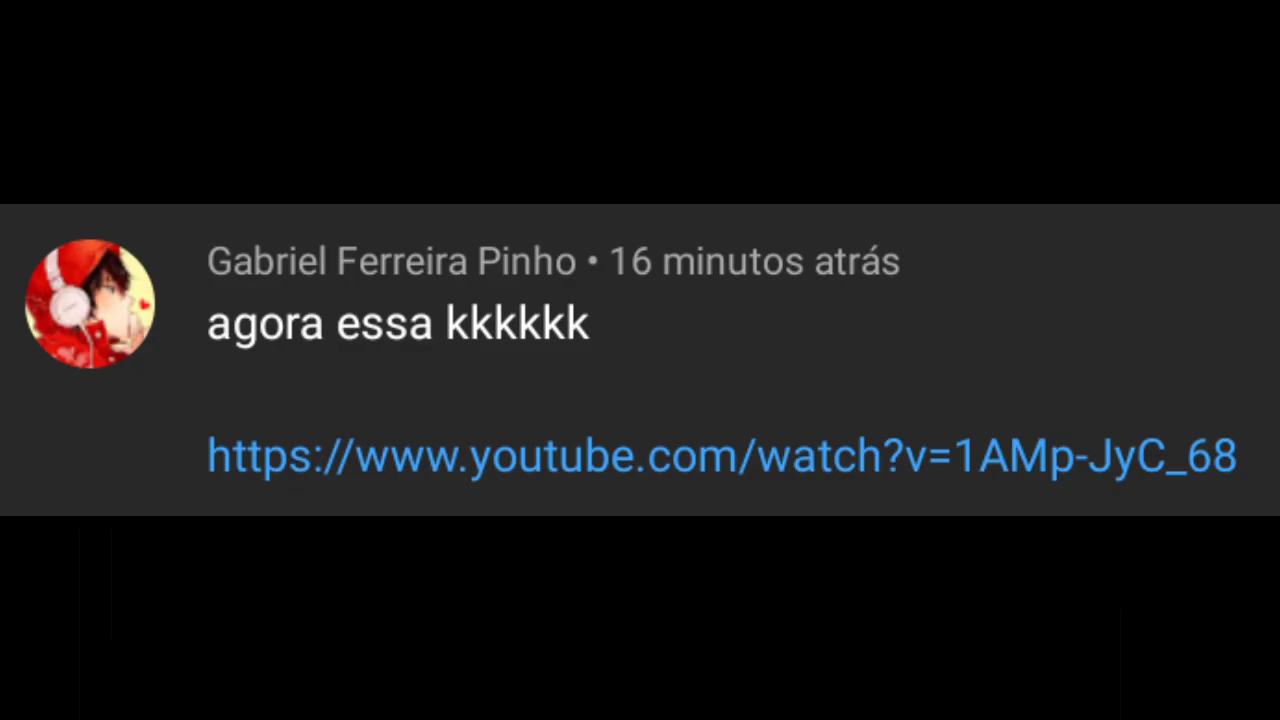 Gabriel Ferreira Pinho • 16 minutos atrás
agora essa kkkkkk
https://www.youtube.com/watch?v=1AMp-JyC_68